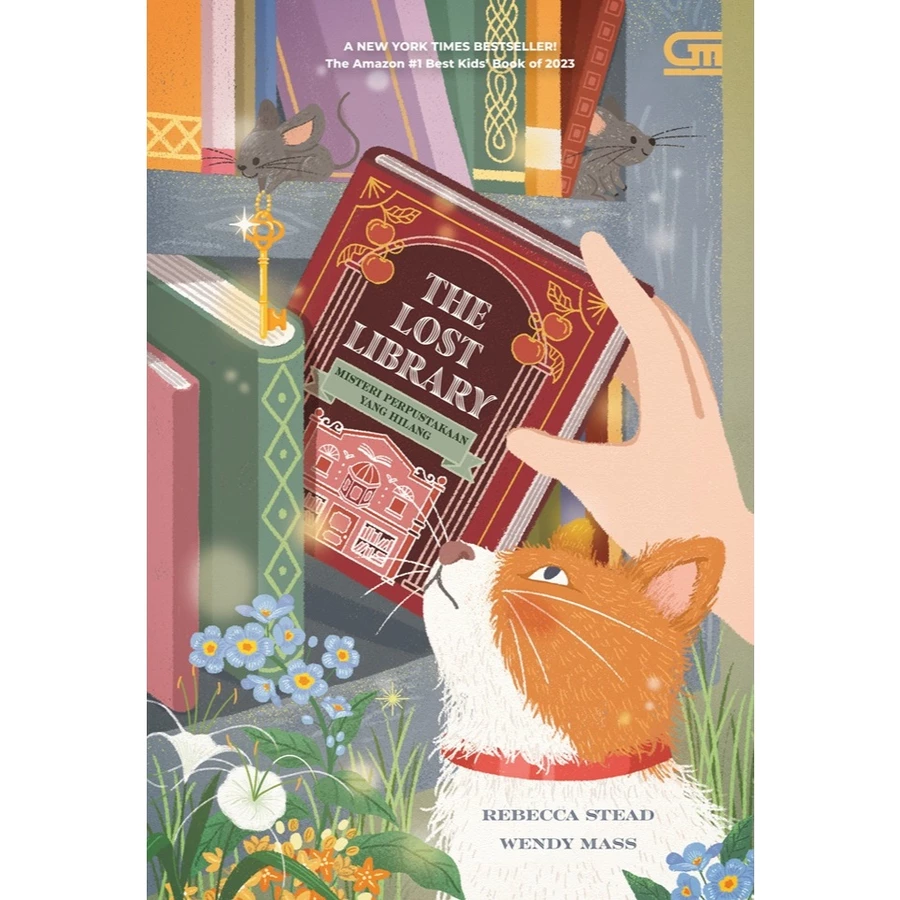 A NEW YORK TIMES BESTSELLER!
The Amazon #1 Best Kids' Book of 2023
GM
THE
LOST
LIBRARY
MISTERI PERPUSTAKAAN
YANG HILANG
REBECCA STEAD
WENDY MASS